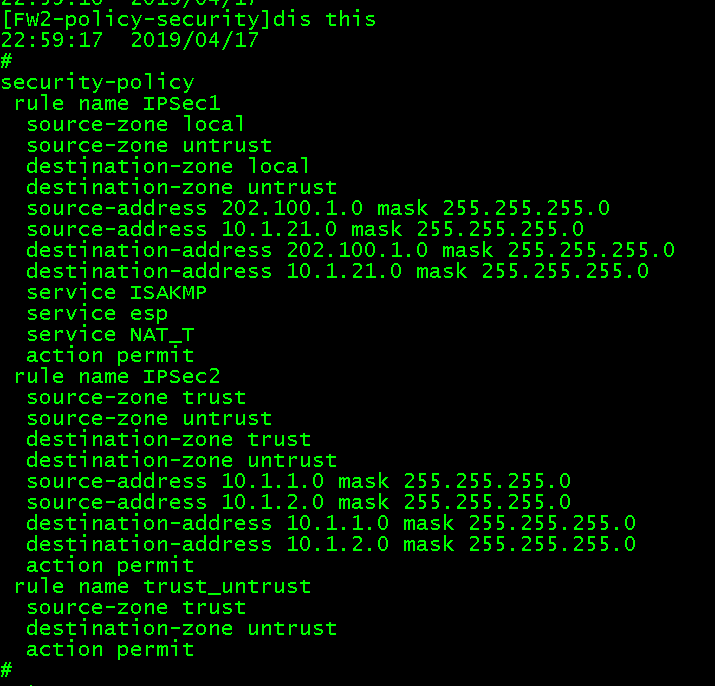 22:59:16 2019/04/17
[FW2-policy-security]dis this
22:59:17 2019/04/17
#
security-policy
rule name IPSec1
source-zone local
source-zone untrust
destination-zone local
destination-zone untrust
source-address 202.100.1.0 mask 255.255.255.0
source-address 10.1.21.0 mask 255.255.255.0
destination-address 202.100.1.0 mask 255.255.255.0
destination-address 10.1.21.0 mask 255.255.255.0
service ISAKMP
service esp
service NAT_T
action permit
rule name IPSec2
source-zone trust
source-zone untrust
destination-zone trust
destination-zone untrust
source-address 10.1.1.0 mask 255.255.255.0
source-address 10.1.2.0 mask 255.255.255.0
destination-address 10.1.1.0 mask 255.255.255.0
destination-address 10.1.2.0 mask 255.255.255.0
action permit
rule name trust_untrust
source-zone trust
destination-zone untrust
action permit
#